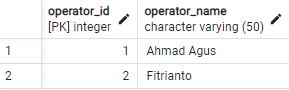 operator_id operator_name
[PK] integer character varying (50)
1 1 Ahmad Agus
2 2 Fitrianto